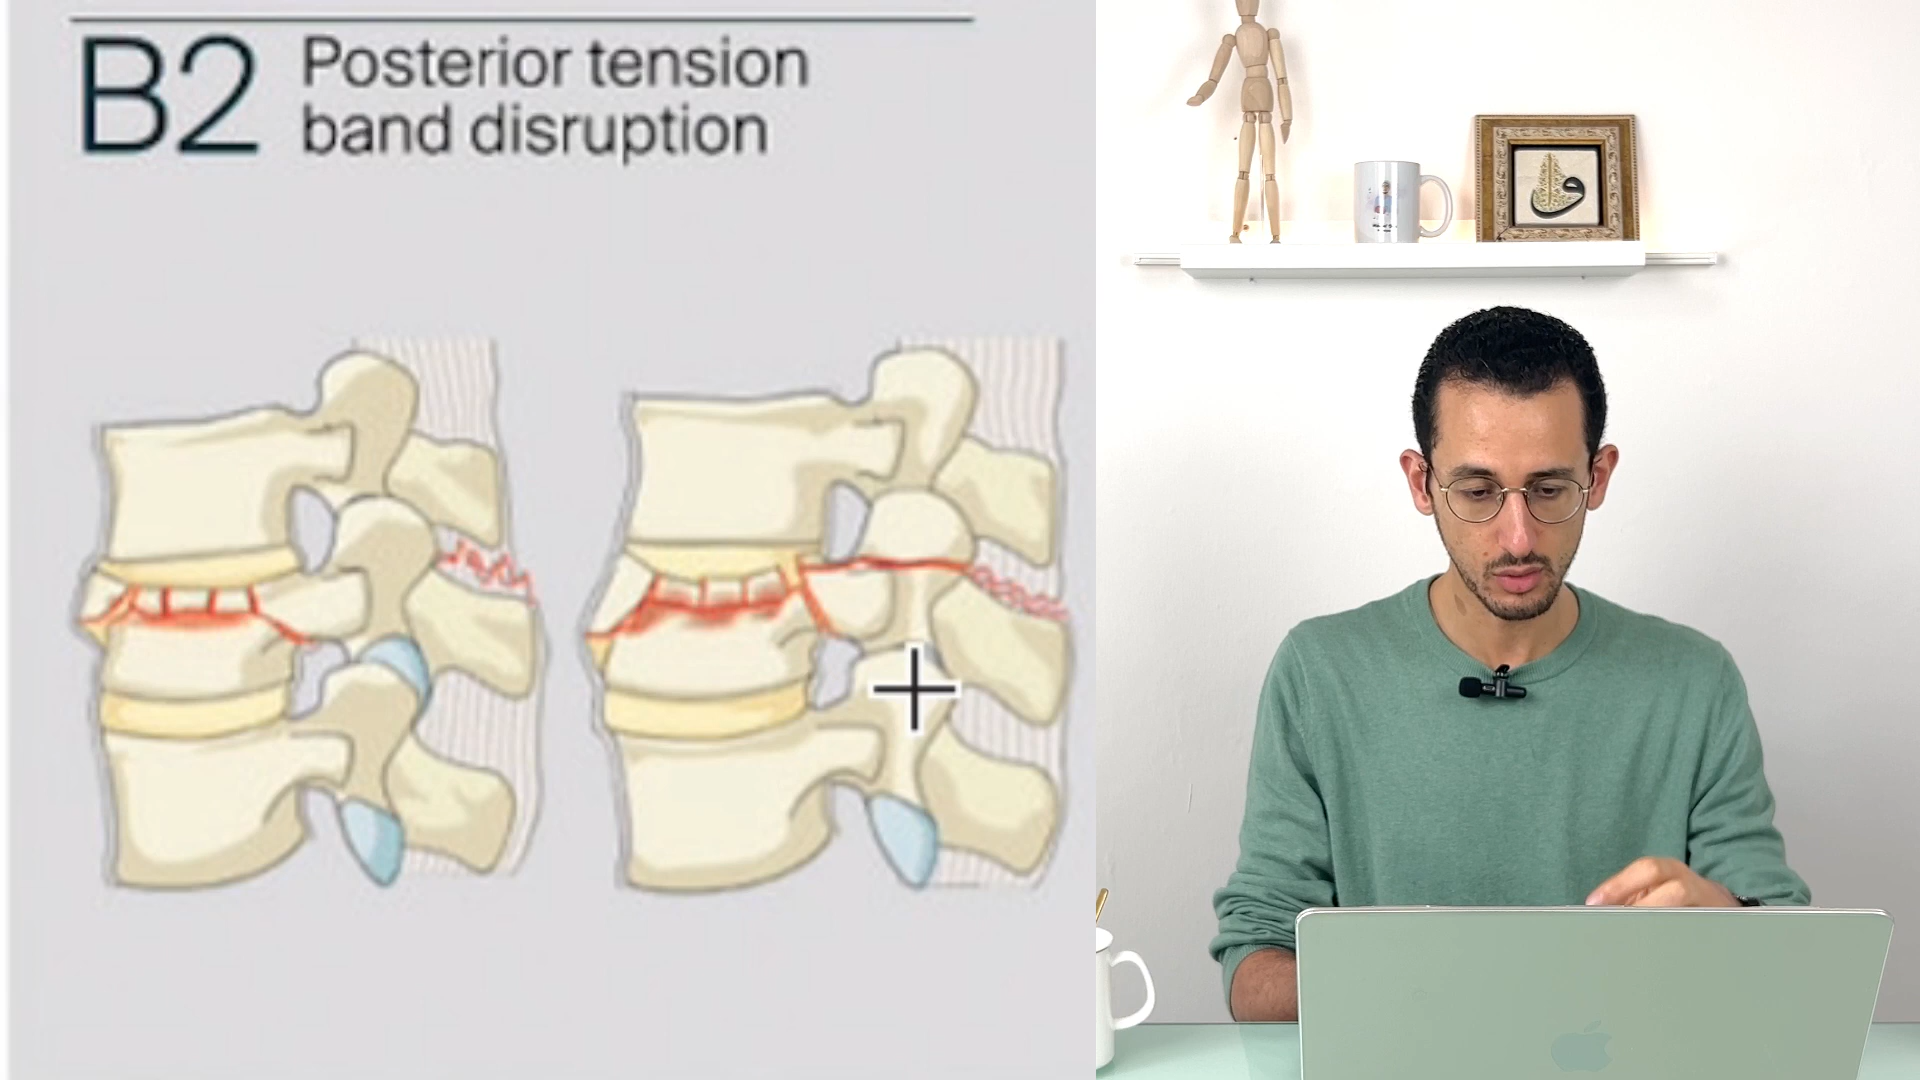 B2 Posterior tension
band disruption
و